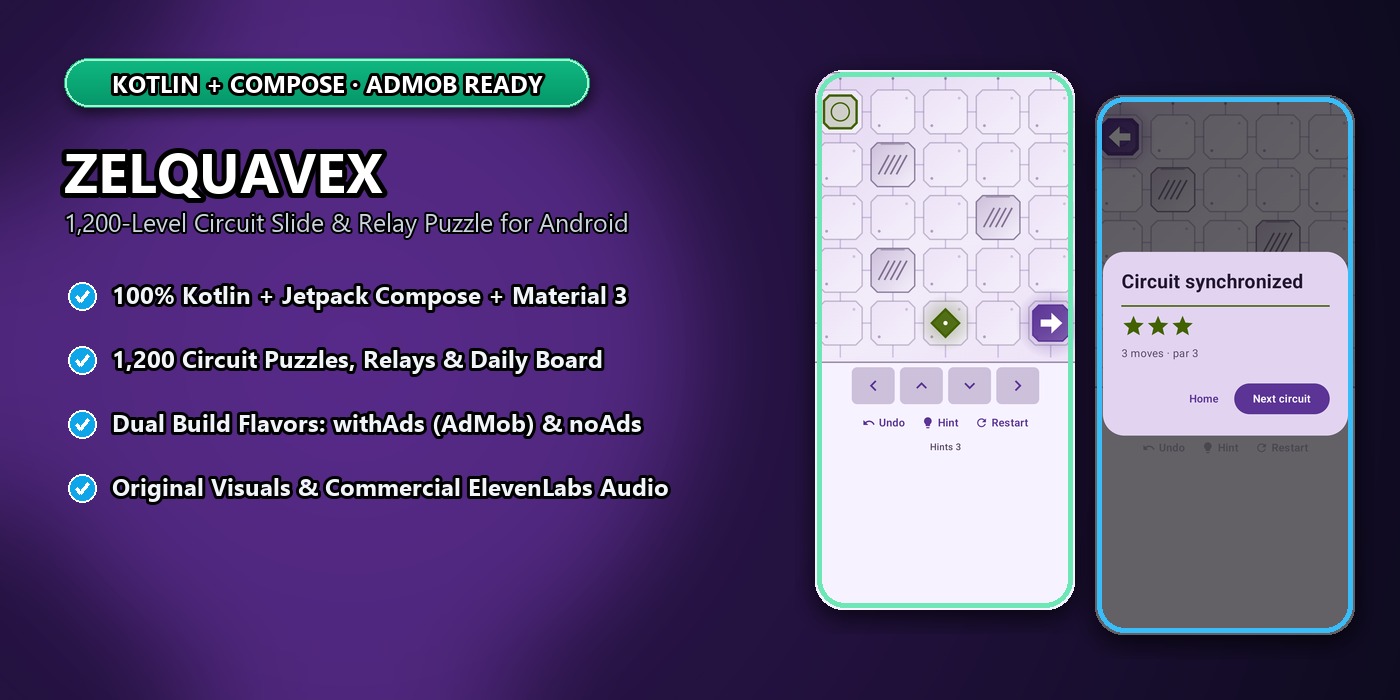 KOTLIN + COMPOSE · ADMOB READY
ZELQUAVEX
1,200-Level Circuit Slide & Relay Puzzle for Android
100% Kotlin + Jetpack Compose + Material 3
1,200 Circuit Puzzles, Relays & Daily Board
Dual Build Flavors: withAds (AdMob) & noAds
Original Visuals & Commercial ElevenLabs Audio
Undo Hint Restart
Hints 3
Circuit synchronized
3 moves · par 3
Home Next circuit
Undo Hint Restart